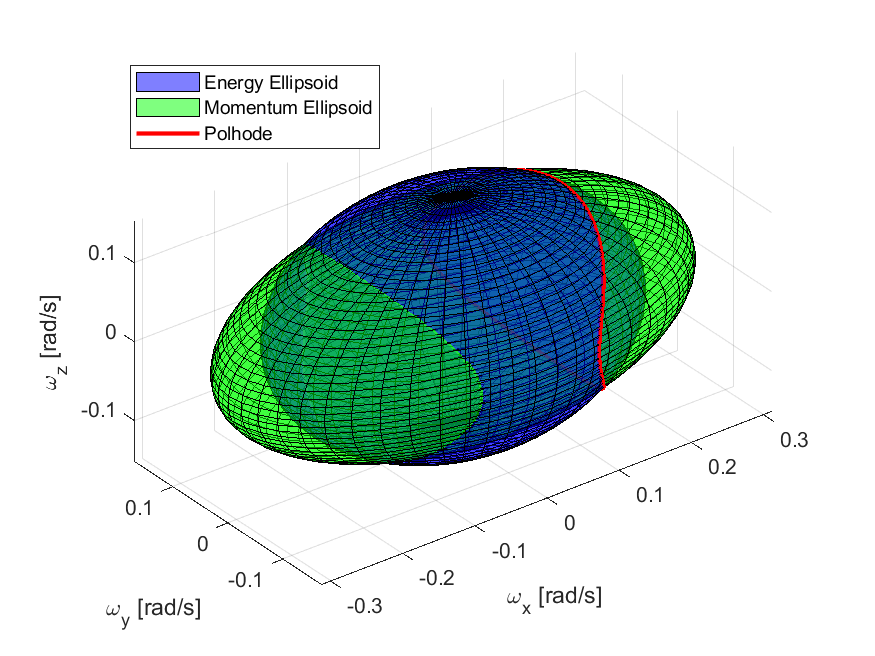 Energy Ellipsoid
Momentum Ellipsoid
Polhode
0.1
0
-0.1
ω_z [rad/s]
0.1
0
-0.1
ω_y [rad/s]
-0.3
-0.2
-0.1
0
0.1
0.2
0.3
ω_x [rad/s]